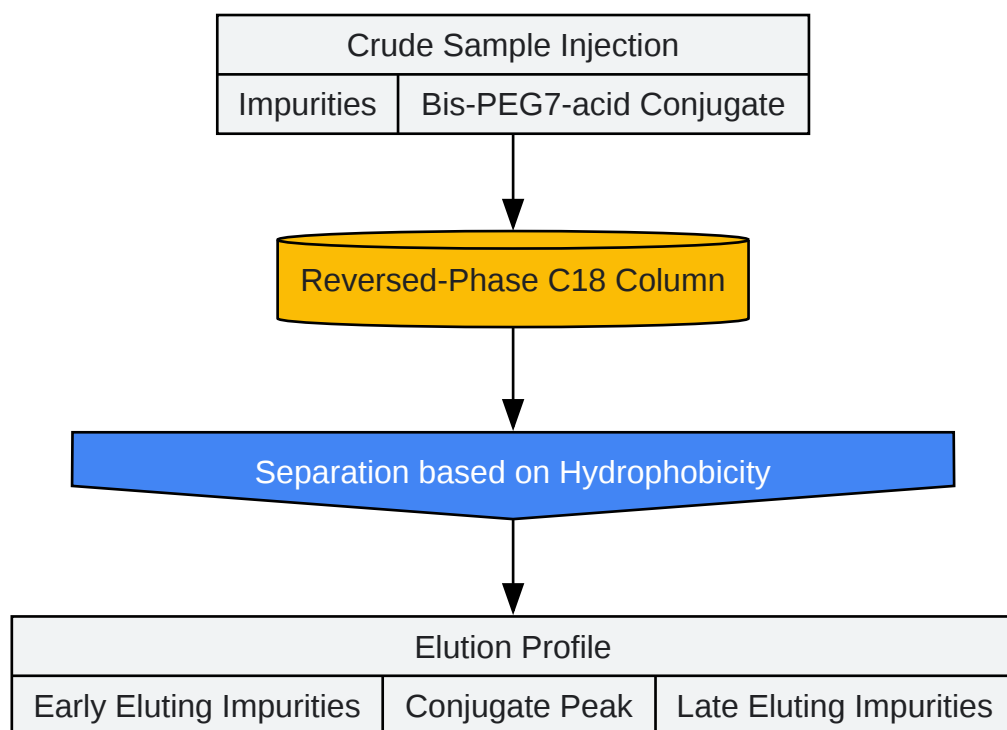 Crude Sample Injection
Impurities
Bis-PEG7-acid Conjugate
Reversed-Phase C18 Column
Separation based on Hydrophobicity
Elution Profile
Early Eluting Impurities
Conjugate Peak
Late Eluting Impurities